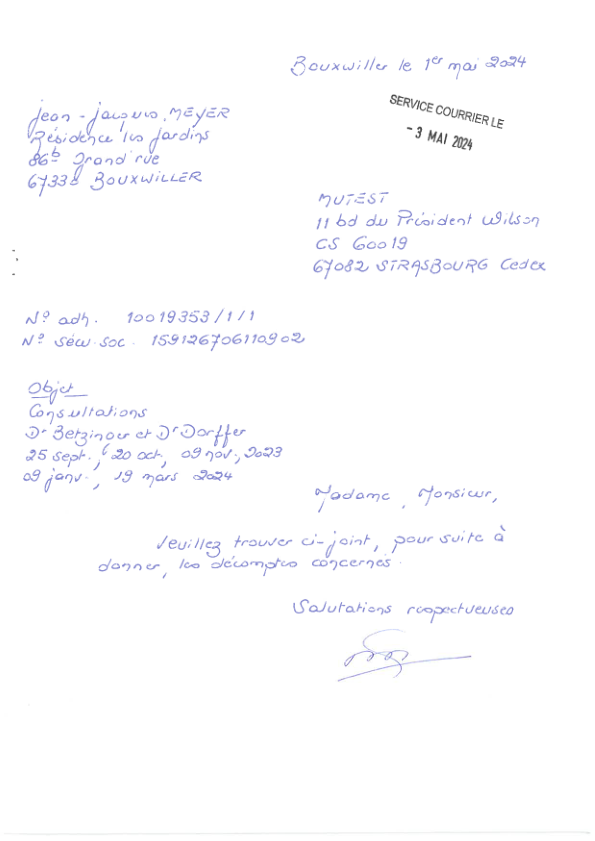 Bouxwiller le 1er mai 2024
SERVICE COURRIER LE
- 3 MAI 2024
Jean-Jacques MEYER
Résidence les Jardins
86b Grand'rue
67330 BOUXWILLER
MUTEST
11 bd du Président Wilson
CS 60019
67082 STRASBOURG Cedex
N° adh. 10019353/1/1
N° sécu. soc. 159126706110902
Objet
Consultations
Dr Betzinour et Dr Dorffer
25 sept., 20 oct, 09 nov., 2023
09 janv., 19 mars 2024
Madame, Monsieur,
Veuillez trouver ci-joint, pour suite à
donner, les décomptes concernés.
Salutations respectueuses